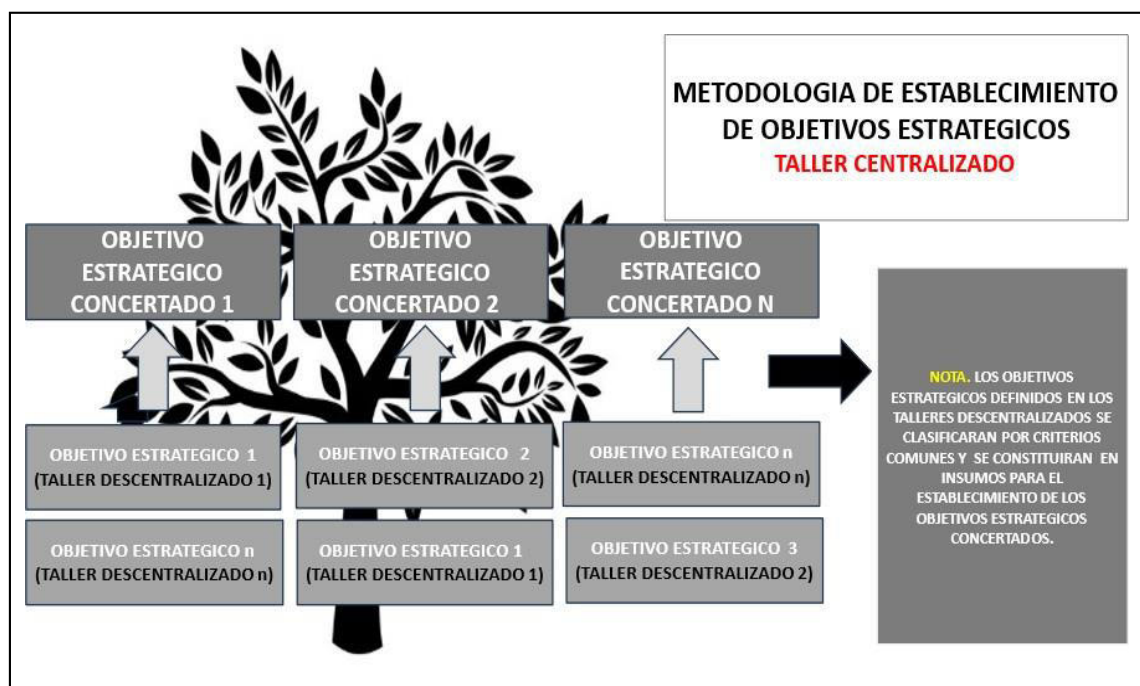 METODOLOGIA DE ESTABLECIMIENTO
DE OBJETIVOS ESTRATEGICOS
TALLER CENTRALIZADO
OBJETIVO
ESTRATEGICO
CONCERTADO 1
OBJETIVO
ESTRATEGICO
CONCERTADO 2
OBJETIVO
ESTRATEGICO
CONCERTADO N
OBJETIVO ESTRATEGICO 1
(TALLER DESCENTRALIZADO 1)
OBJETIVO ESTRATEGICO 2
(TALLER DESCENTRALIZADO 2)
OBJETIVO ESTRATEGICO n
(TALLER DESCENTRALIZADO n)
OBJETIVO ESTRATEGICO n
(TALLER DESCENTRALIZADO n)
OBJETIVO ESTRATEGICO 1
(TALLER DESCENTRALIZADO 1)
OBJETIVO ESTRATEGICO 3
(TALLER DESCENTRALIZADO 2)
NOTA. LOS OBJETIVOS
ESTRATEGICOS DEFINIDOS EN LOS
TALLERES DESCENTRALIZADOS SE
CLASIFICARAN POR CRITERIOS
COMUNES Y SE CONSTITUIRAN EN
INSUMOS PARA EL
ESTABLECIMIENTO DE LOS
OBJETIVOS ESTRATEGICOS
CONCERTADOS.